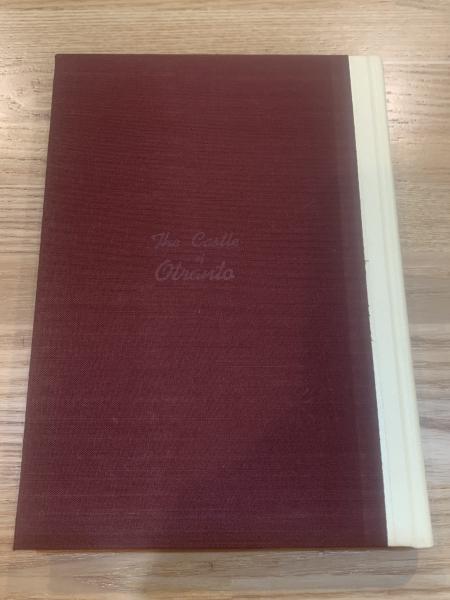 The Castle
of
Otranto